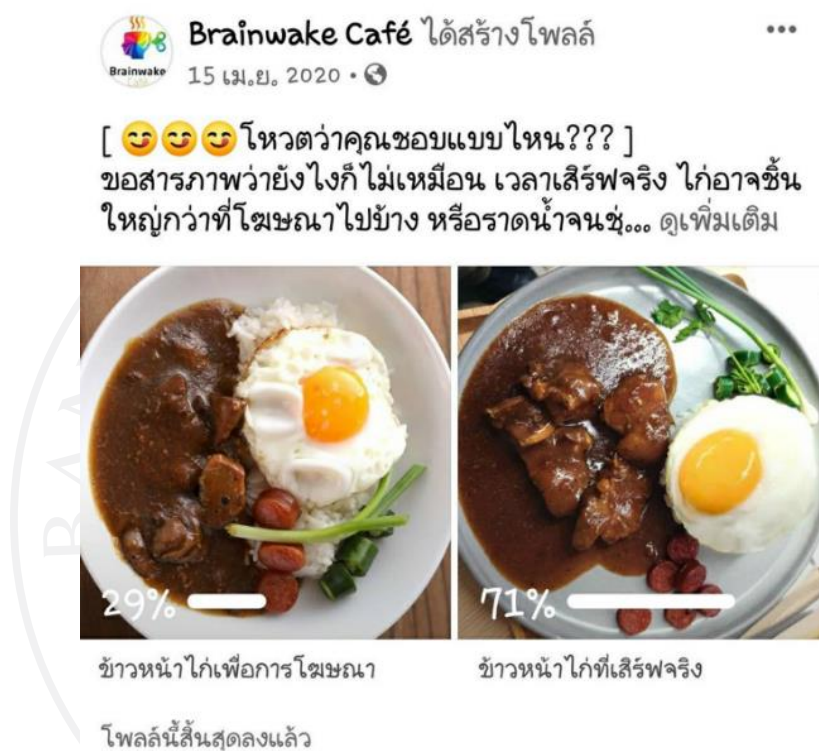 Brainwake Café ได้สร้างโพลล์
15 เม.ย. 2020 •
Brainwake
[ 😋😋😋โหวตว่าคุณชอบแบบไหน??? ]
ขอสารภาพว่ายังไงก็ไม่เหมือน เวลาเสิร์ฟจริง ไก่อาจชิ้น
ใหญ่กว่าที่โฆษณาไปบ้าง หรือราดน้ำจนชุ่... ดูเพิ่มเติม
29%
71%
ข้าวหน้าไก่เพื่อการโฆษณา
ข้าวหน้าไก่ที่เสิร์ฟจริง
โพลล์นี้สิ้นสุดลงแล้ว